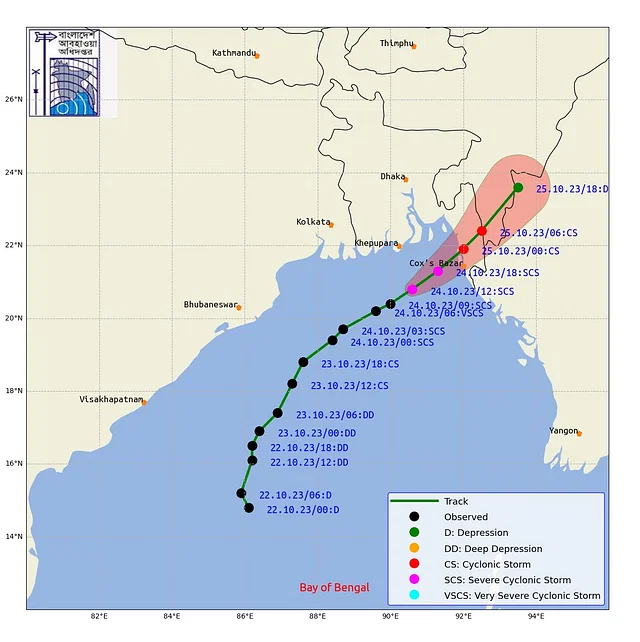 বাংলাদেশ
আবহাওয়া
অধিদপ্তর
Kathmandu
Thimphu
26°N
24°N
Dhaka
25.10.23/18:D
Kolkata
22°N
Khepupara
25.10.23/06:CS
25.10.23/00:CS
Cox's Bazar
24.10.23/18:SCS
24.10.23/12:SCS
Bhubaneswar
24.10.23/09:SCS
24.10.23/06:VSCS
20°N
24.10.23/03:SCS
24.10.23/00:SCS
23.10.23/18:CS
18°N
23.10.23/12:CS
Visakhapatnam
23.10.23/06:DD
23.10.23/00:DD
Yangon
22.10.23/18:DD
22.10.23/12:DD
16°N
22.10.23/06:D
22.10.23/00:D
14°N
Track
Observed
D: Depression
DD: Deep Depression
CS: Cyclonic Storm
SCS: Severe Cyclonic Storm
VSCS: Very Severe Cyclonic Storm
Bay of Bengal
82°E
84°E
86°E
88°E
90°E
92°E
94°E